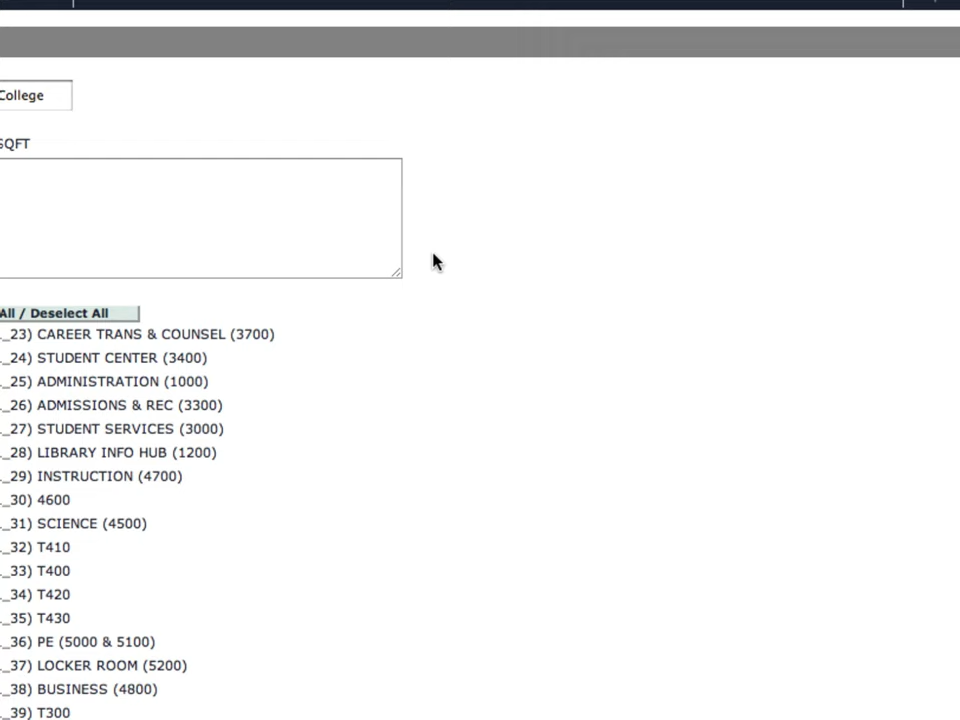 College
SQFT
All / Deselect All
_23) CAREER TRANS & COUNSEL (3700)
_24) STUDENT CENTER (3400)
_25) ADMINISTRATION (1000)
_26) ADMISSIONS & REC (3300)
_27) STUDENT SERVICES (3000)
_28) LIBRARY INFO HUB (1200)
_29) INSTRUCTION (4700)
_30) 4600
_31) SCIENCE (4500)
_32) T410
_33) T400
_34) T420
_35) T430
_36) PE (5000 & 5100)
_37) LOCKER ROOM (5200)
_38) BUSINESS (4800)
_39) T300